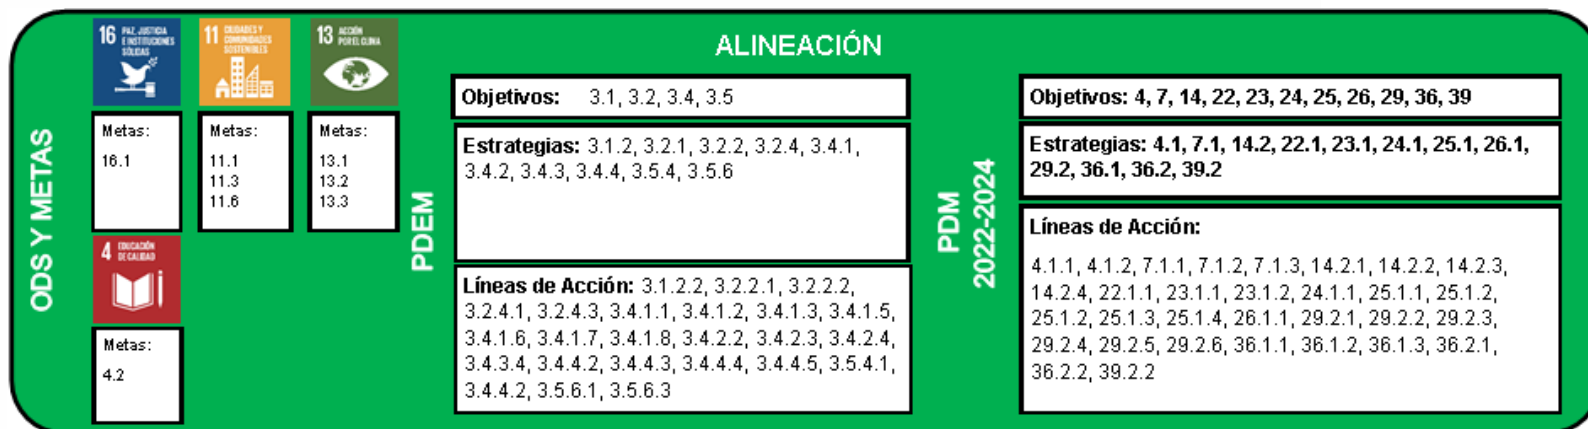 ODS Y METAS
16 PAZ, JUSTICIA
E INSTITUCIONES
SÓLIDAS
Metas:
16.1
11 CIUDADES Y
COMUNIDADES
SOSTENIBLES
Metas:
11.1
11.3
11.6
13 ACCIÓN
POR EL CLIMA
Metas:
13.1
13.2
13.3
4 EDUCACIÓN
DE CALIDAD
Metas:
4.2
ALINEACIÓN
PDEM
Objetivos: 3.1, 3.2, 3.4, 3.5
Estrategias: 3.1.2, 3.2.1, 3.2.2, 3.2.4, 3.4.1,
3.4.2, 3.4.3, 3.4.4, 3.5.4, 3.5.6
Líneas de Acción: 3.1.2.2, 3.2.2.1, 3.2.2.2,
3.2.4.1, 3.2.4.3, 3.4.1.1, 3.4.1.2, 3.4.1.3, 3.4.1.5,
3.4.1.6, 3.4.1.7, 3.4.1.8, 3.4.2.2, 3.4.2.3, 3.4.2.4,
3.4.3.4, 3.4.4.2, 3.4.4.3, 3.4.4.4, 3.4.4.5, 3.5.4.1,
3.4.4.2, 3.5.6.1, 3.5.6.3
PDM
2022-2024
Objetivos: 4, 7, 14, 22, 23, 24, 25, 26, 29, 36, 39
Estrategias: 4.1, 7.1, 14.2, 22.1, 23.1, 24.1, 25.1, 26.1,
29.2, 36.1, 36.2, 39.2
Líneas de Acción:
4.1.1, 4.1.2, 7.1.1, 7.1.2, 7.1.3, 14.2.1, 14.2.2, 14.2.3,
14.2.4, 22.1.1, 23.1.1, 23.1.2, 24.1.1, 25.1.1, 25.1.2,
25.1.2, 25.1.3, 25.1.4, 26.1.1, 29.2.1, 29.2.2, 29.2.3,
29.2.4, 29.2.5, 29.2.6, 36.1.1, 36.1.2, 36.1.3, 36.2.1,
36.2.2, 39.2.2